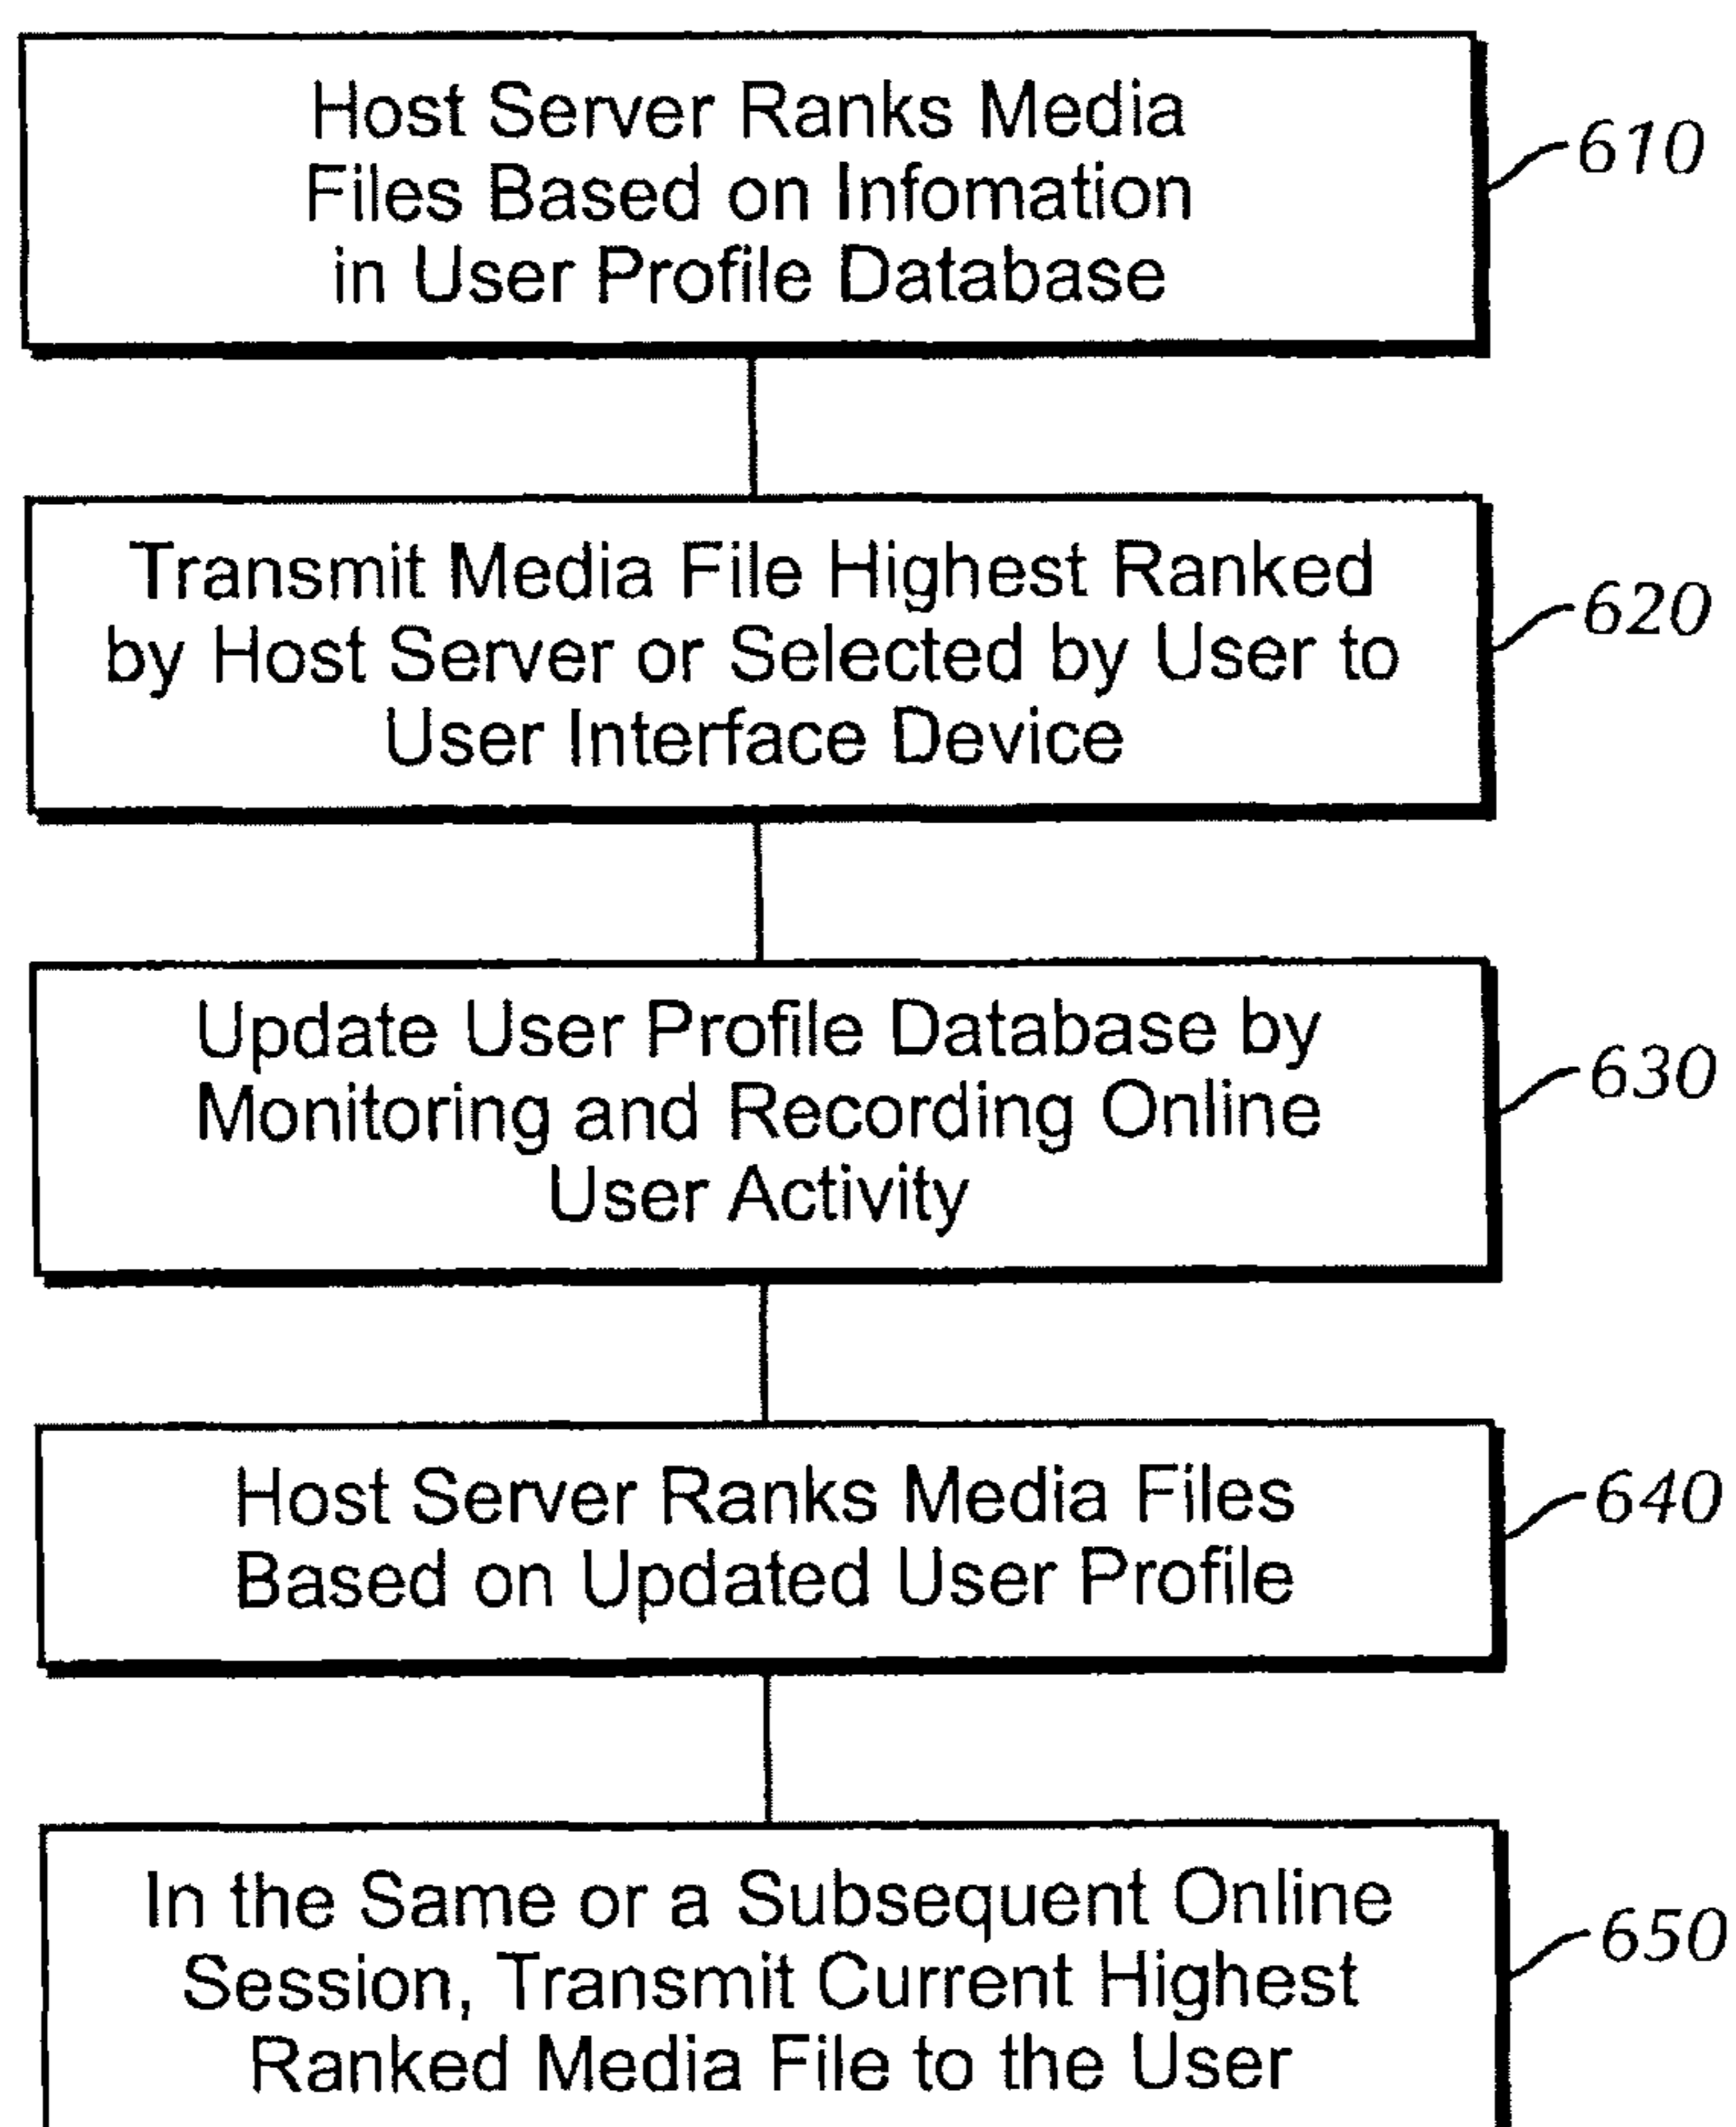 Host Server Ranks Media
Files Based on Infomation
in User Profile Database
610
Transmit Media File Highest Ranked
by Host Server or Selected by User to
User Interface Device
620
Update User Profile Database by
Monitoring and Recording Online
User Activity
630
Host Server Ranks Media Files
Based on Updated User Profile
640
In the Same or a Subsequent Online
Session, Transmit Current Highest
Ranked Media File to the User
650